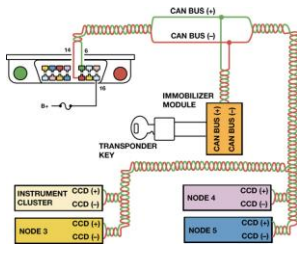 CAN BUS (+)
14 6
CAN BUS (–)
16
B+
IMMOBILIZER
MODULE
CAN BUS (+)
CAN BUS (–)
TRANSPONDER
KEY
INSTRUMENT
CLUSTER
CCD (+)
CCD (–)
NODE 3
CCD (+)
CCD (–)
NODE 4
CCD (+)
CCD (–)
NODE 5
CCD (+)
CCD (–)